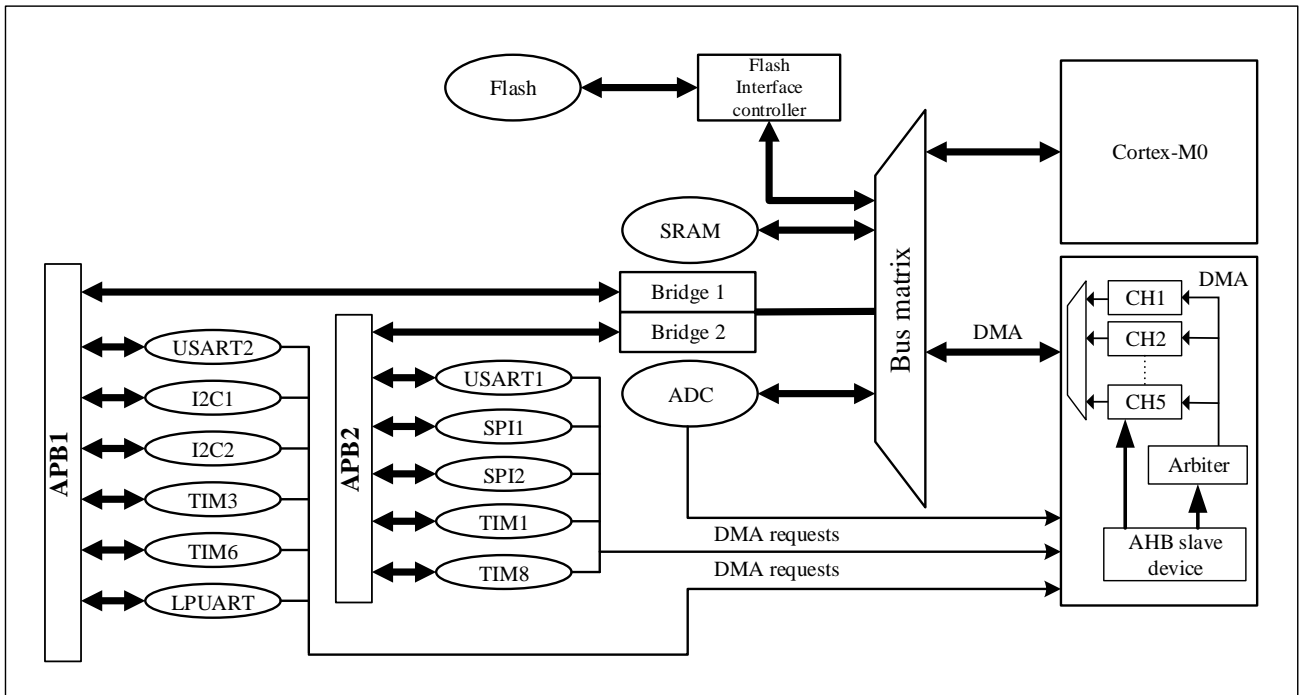 Flash
Flash
Interface
controller
Cortex-M0
SRAM
Bus matrix
DMA
CH1
CH2
CH5
Arbiter
AHB slave
device
DMA
Bridge 1
Bridge 2
ADC
APB1
USART2
I2C1
I2C2
TIM3
TIM6
LPUART
APB2
USART1
SPI1
SPI2
TIM1
TIM8
DMA requests
DMA requests